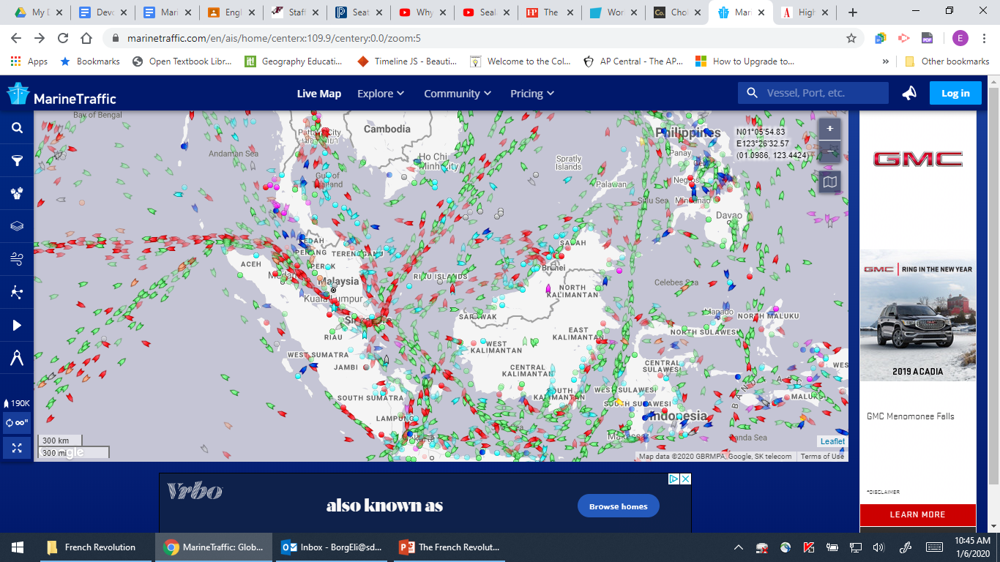 My D
Devo
Mari
Engl
Staff
Seat
Why
Seal
The
Wor
Cho
Mari
High
marinetraffic.com/en/ais/home/centerx:109.9/centery:0.0/zoom:5
E
Apps
Bookmarks
Open Textbook Libr...
Geography Educati...
Timeline JS - Beauti...
Welcome to the Col...
AP Central - The AP...
How to Upgrade to...
»
Other bookmarks
MarineTraffic
Live Map
Explore
Community
Pricing
Vessel, Port, etc.
Log in
Bay of Bengal
Cambodia
Pattaya City
Philippines
N01°05'54.83
E123°26'32.57
(01.0986, 123.4424)
+
−
Andaman Sea
Ho Chi
Minh City
Spratly
Islands
Panay
Gulf of
Thailand
Palawan
Negros
Sulu Sea
Mindanao
Davao
KEDAH
PENANG
TERENGGANU
SABAH
ACEH
PERAK
Brunei
Medan
Malaysia
RIAU ISLANDS
Celebes Sea
NORTH
KALIMANTAN
Kuala Lumpur
Singapore
SARAWAK
Manado
NORTH MALUKU
RIAU
EAST
KALIMANTAN
NORTH SULAWESI
WEST SUMATRA
WEST
KALIMANTAN
JAMBI
CENTRAL
KALIMANTAN
CENTRAL
SULAWESI
WES
SOUTH
KALIMANTAN
WEST SULAWESI
SOUTH SUMATRA
SOUTH SULAWESI
MALUKU
LAMPUNG
Indonesia
Jakarta
Makassar
Banda Sea
190K
∞"
300 km
300 mi
Leaflet
Map data ©2020 GBRMPA, Google, SK telecom
Terms of Use
GMC
GMC | RING IN THE NEW YEAR
2019 ACADIA
GMC Menomonee Falls
*DISCLAIMER
LEARN MORE
Vrbo
also known as
Browse homes
French Revolution
MarineTraffic: Glob...
Inbox - BorgEli@sd...
The French Revolut...
10:45 AM
1/6/2020